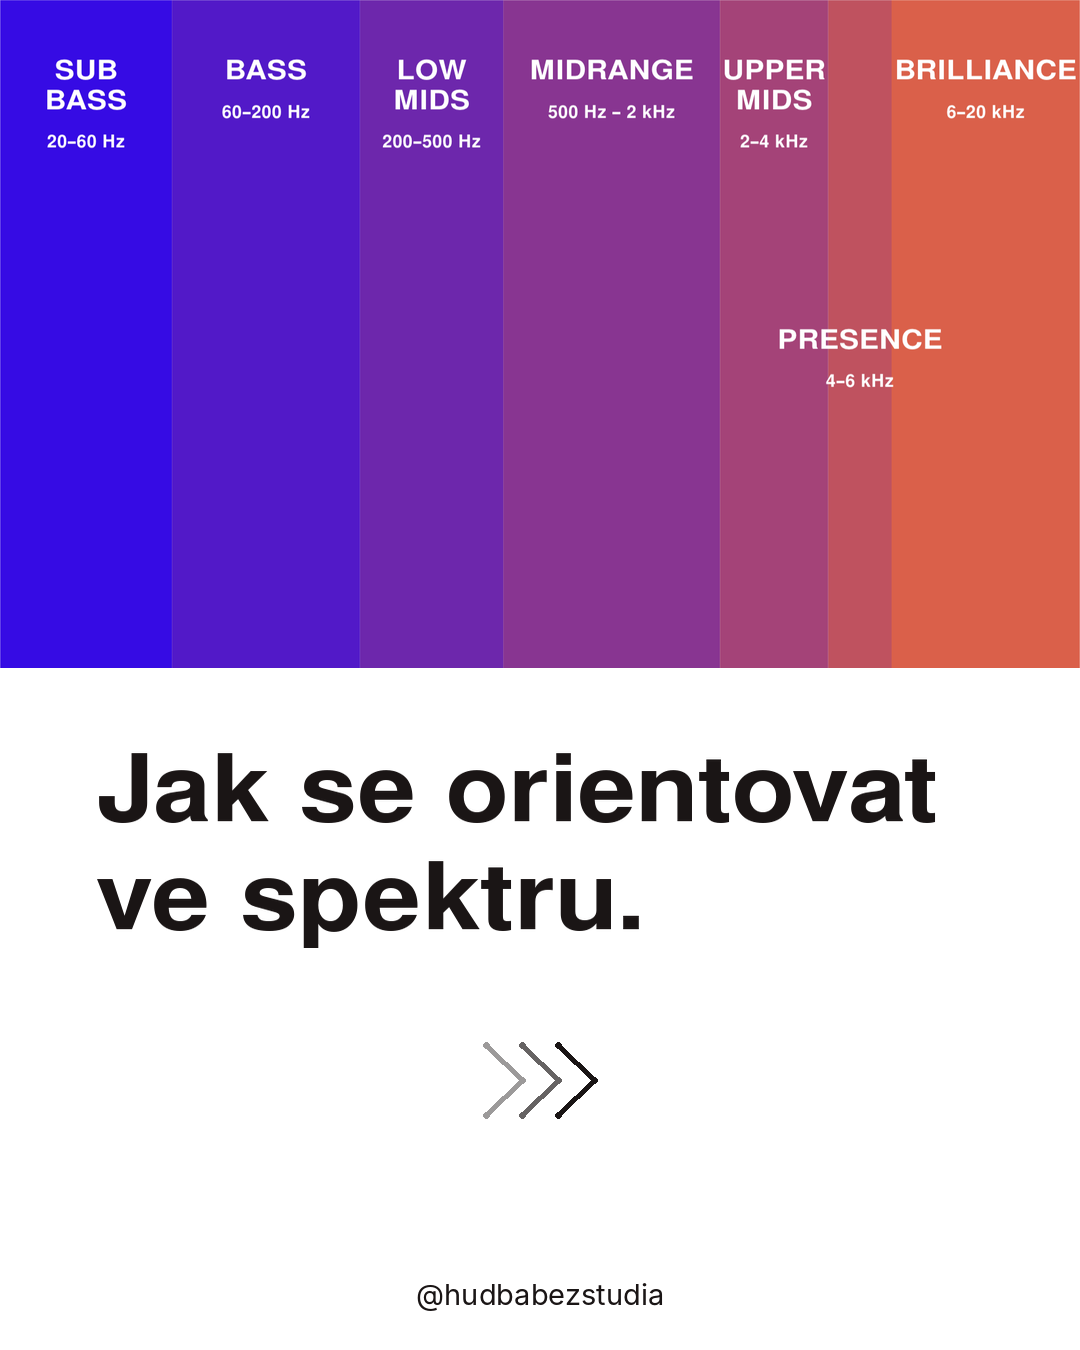 SUB
BASS
20–60 Hz
BASS
60–200 Hz
LOW
MIDS
200–500 Hz
MIDRANGE
500 Hz – 2 kHz
UPPER
MIDS
2–4 kHz
PRESENCE
4–6 kHz
BRILLIANCE
6–20 kHz
Jak se orientovat
ve spektru.
@hudbabezstudia